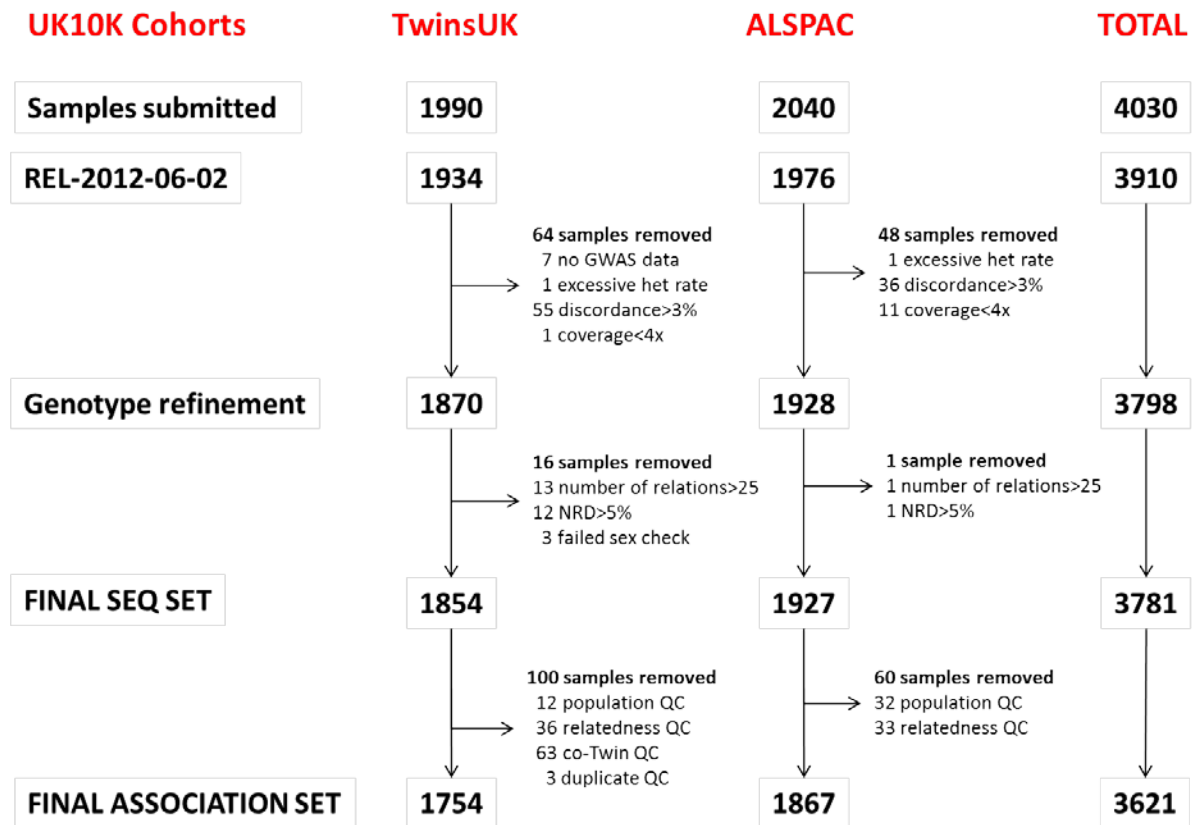 UK10K Cohorts TwinsUK ALSPAC TOTAL
Samples submitted 1990 2040 4030
REL-2012-06-02 1934 1976 3910
64 samples removed
7 no GWAS data
1 excessive het rate
55 discordance>3%
1 coverage<4x
48 samples removed
1 excessive het rate
36 discordance>3%
11 coverage<4x
Genotype refinement 1870 1928 3798
16 samples removed
13 number of relations>25
12 NRD>5%
3 failed sex check
1 sample removed
1 number of relations>25
1 NRD>5%
FINAL SEQ SET 1854 1927 3781
100 samples removed
12 population QC
36 relatedness QC
63 co-Twin QC
3 duplicate QC
60 samples removed
32 population QC
33 relatedness QC
FINAL ASSOCIATION SET 1754 1867 3621